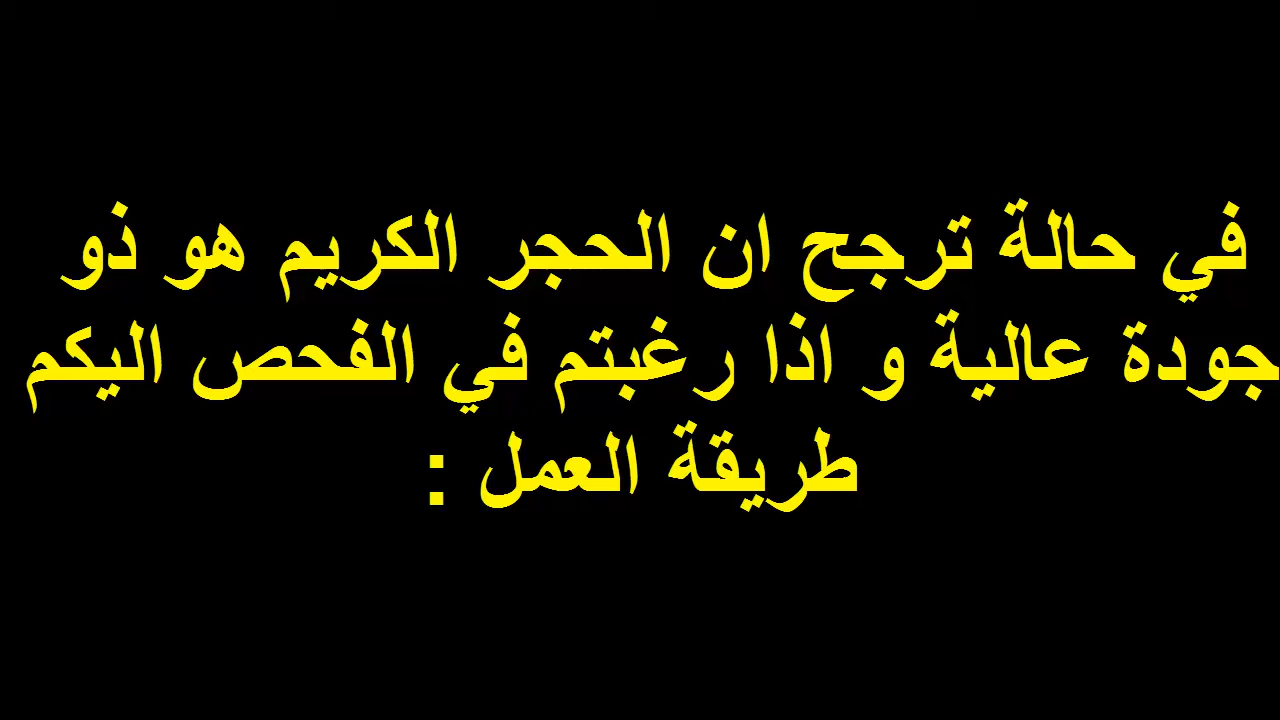 في حالة ترجح ان الحجر الكريم هو ذو
جودة عالية و اذا رغبتم في الفحص اليكم
طريقة العمل :